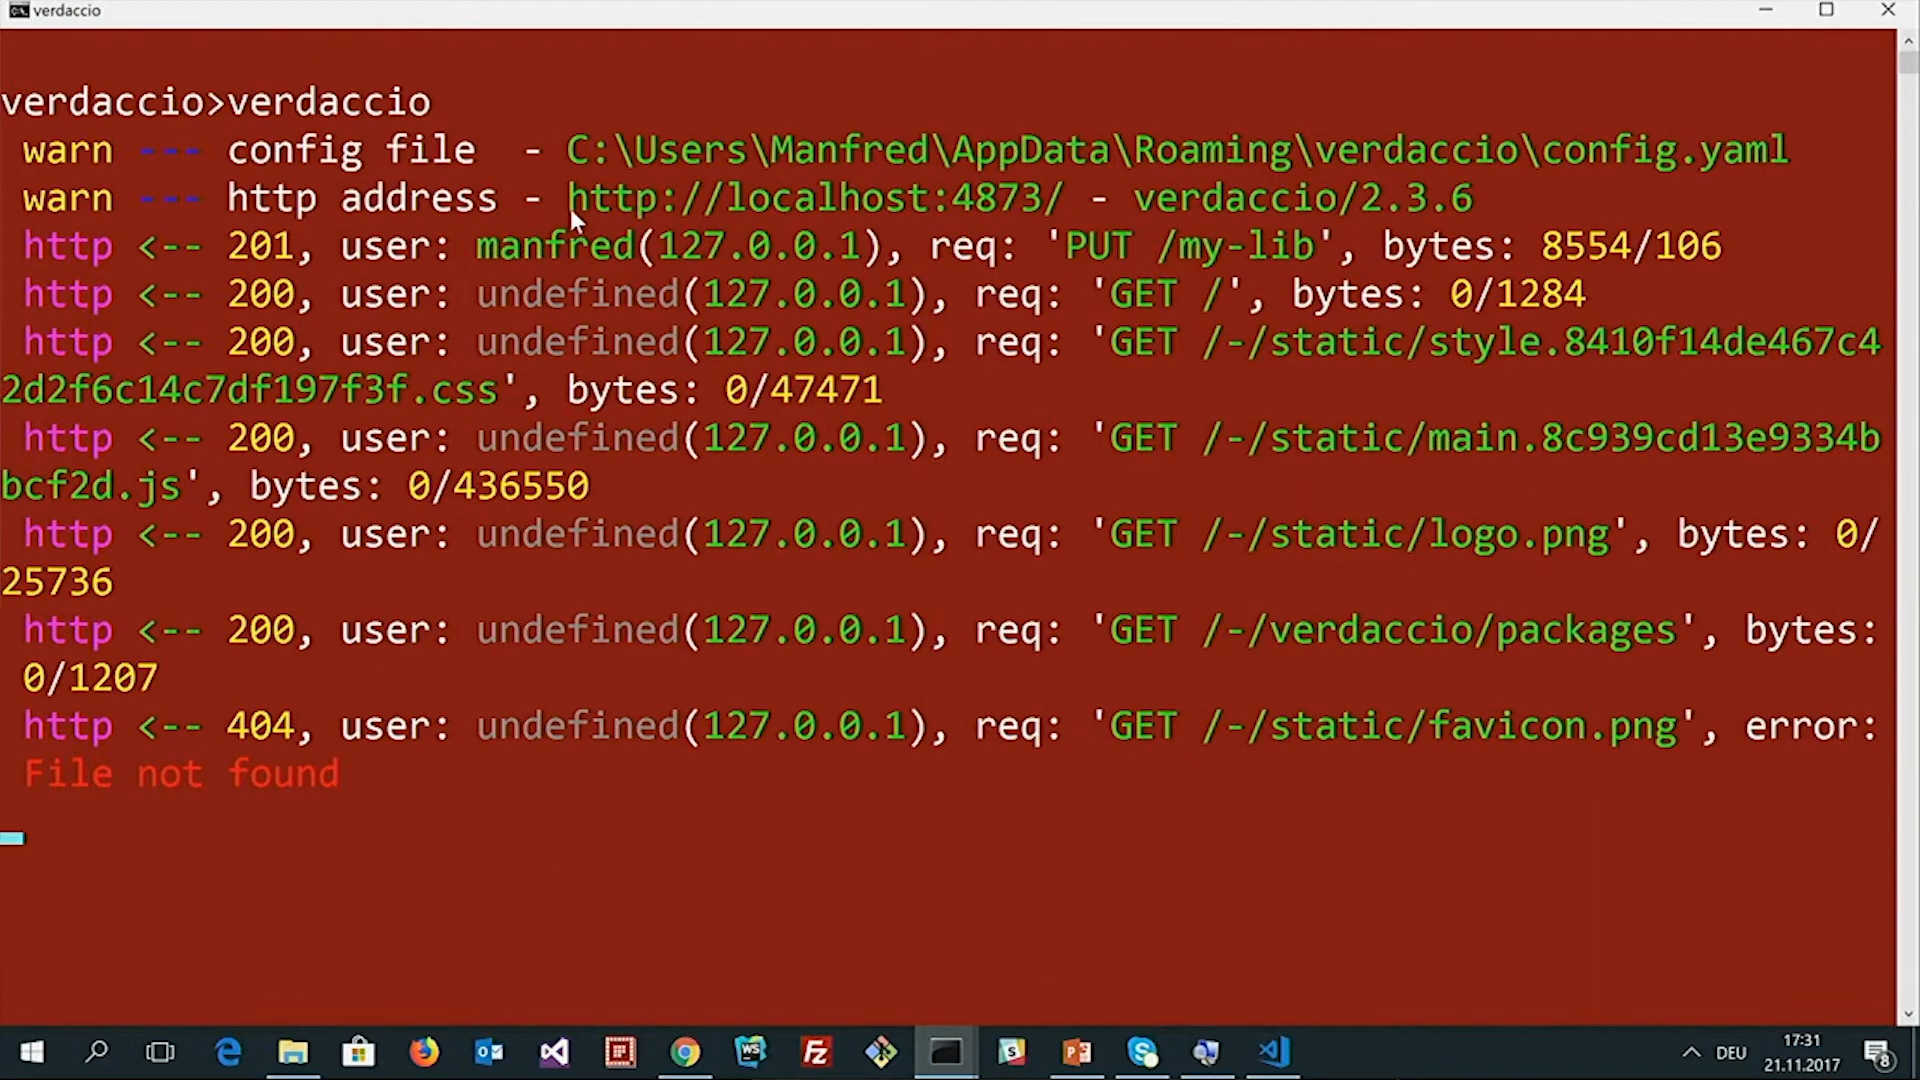 verdaccio
verdaccio>verdaccio
warn --- config file  - C:\Users\Manfred\AppData\Roaming\verdaccio\config.yaml
warn --- http address - http://localhost:4873/ - verdaccio/2.3.6
http <-- 201, user: manfred(127.0.0.1), req: 'PUT /my-lib', bytes: 8554/106
http <-- 200, user: undefined(127.0.0.1), req: 'GET /', bytes: 0/1284
http <-- 200, user: undefined(127.0.0.1), req: 'GET /-/static/style.8410f14de467c4
2d2f6c14c7df197f3f.css', bytes: 0/47471
http <-- 200, user: undefined(127.0.0.1), req: 'GET /-/static/main.8c939cd13e9334b
bcf2d.js', bytes: 0/436550
http <-- 200, user: undefined(127.0.0.1), req: 'GET /-/static/logo.png', bytes: 0/
25736
http <-- 200, user: undefined(127.0.0.1), req: 'GET /-/verdaccio/packages', bytes:
0/1207
http <-- 404, user: undefined(127.0.0.1), req: 'GET /-/static/favicon.png', error:
File not found
DEU
17:31
21.11.2017
8